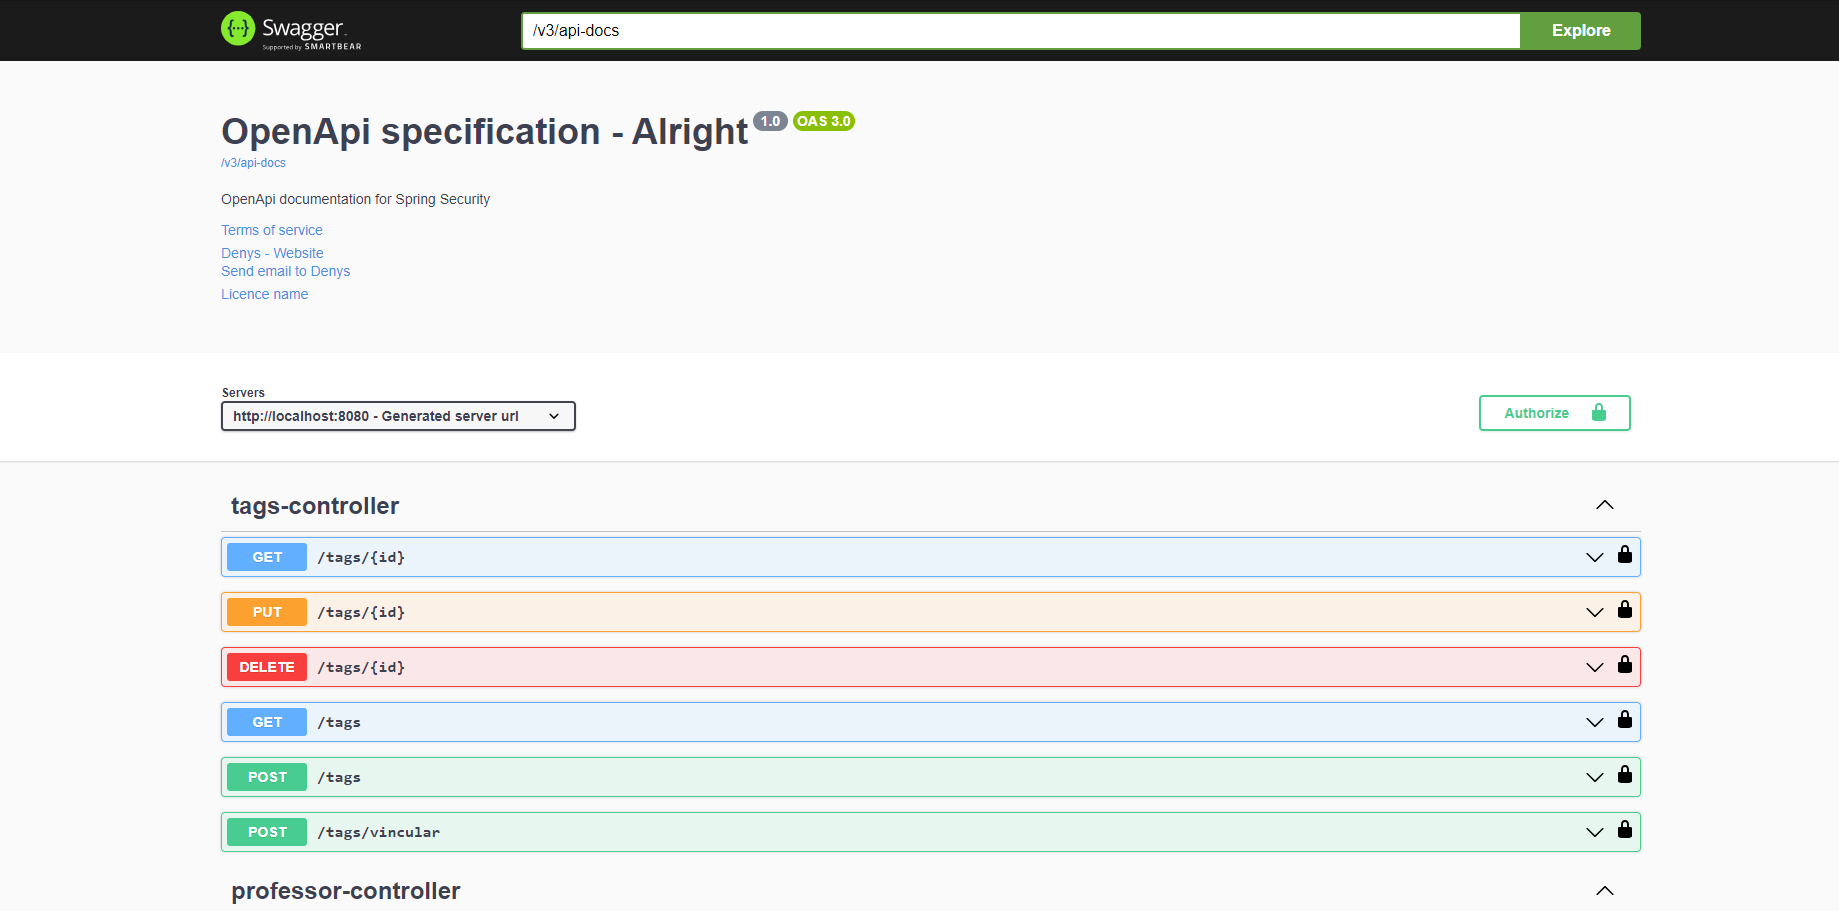 Swagger.
Supported by SMARTBEAR
/v3/api-docs
Explore
OpenApi specification - Alright 1.0 OAS 3.0
/v3/api-docs
OpenApi documentation for Spring Security
Terms of service
Denys - Website
Send email to Denys
Licence name
Servers
http://localhost:8080 - Generated server url
Authorize
tags-controller
GET /tags/{id}
PUT /tags/{id}
DELETE /tags/{id}
GET /tags
POST /tags
POST /tags/vincular
professor-controller